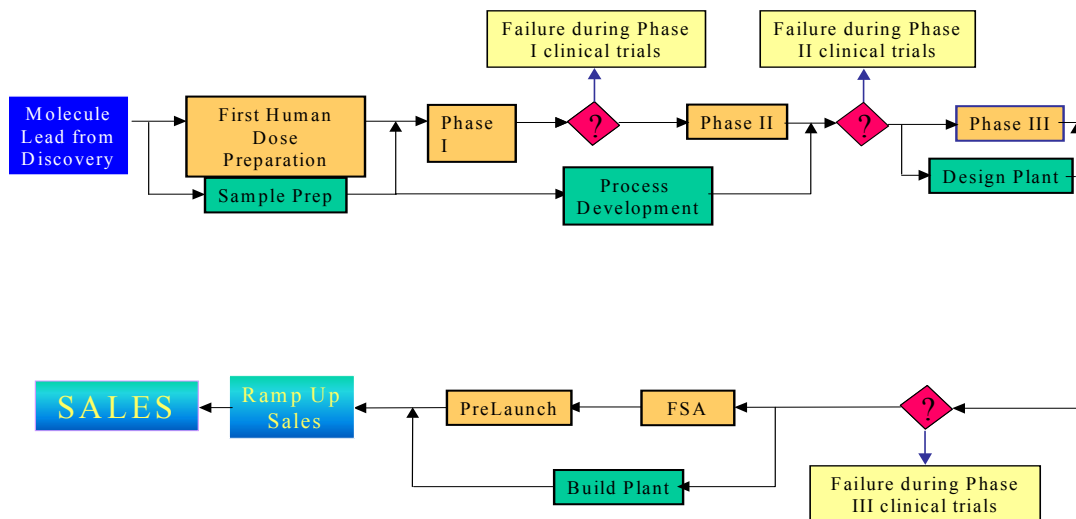 Failure during Phase
I clinical trials
Failure during Phase
II clinical trials
Molecule
Lead from
Discovery
First Human
Dose
Preparation
Phase
I
?
Phase II
?
Phase III
Sample Prep
Process
Development
Design Plant
SALES
Ramp Up
Sales
PreLaunch
FSA
?
Build Plant
Failure during Phase
III clinical trials